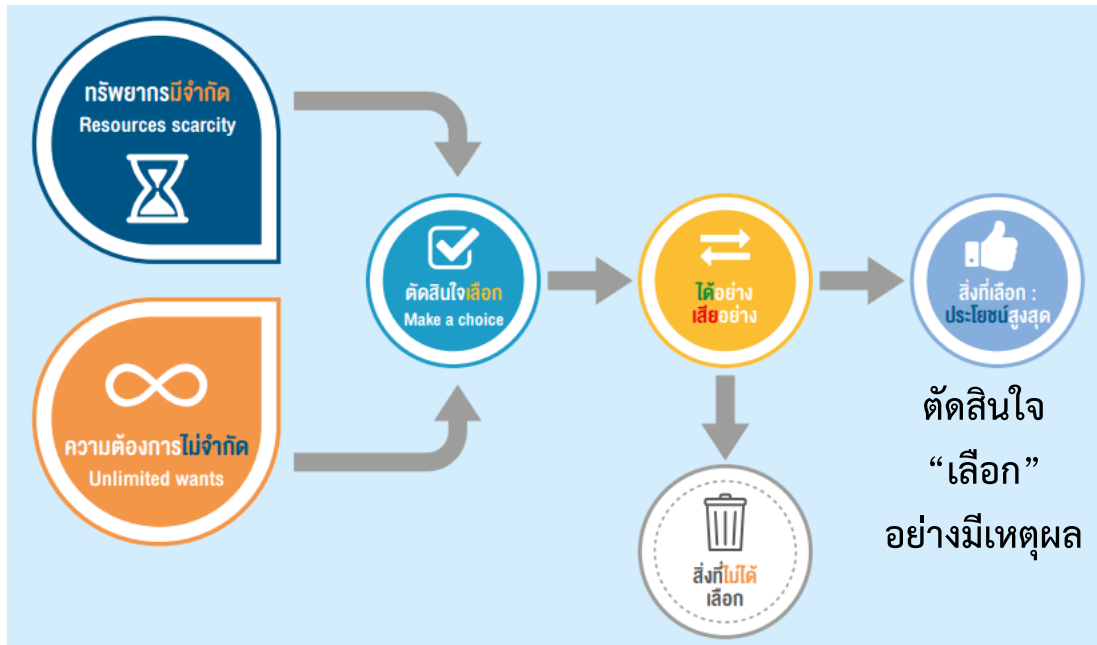 ทรัพยากรมีจำกัด
Resources scarcity
ความต้องการไม่จำกัด
Unlimited wants
ตัดสินใจเลือก
Make a choice
ได้อย่าง
เสียอย่าง
สิ่งที่ไม่ได้
เลือก
สิ่งที่เลือก :
ประโยชน์สูงสุด
ตัดสินใจ
“เลือก”
อย่างมีเหตุผล